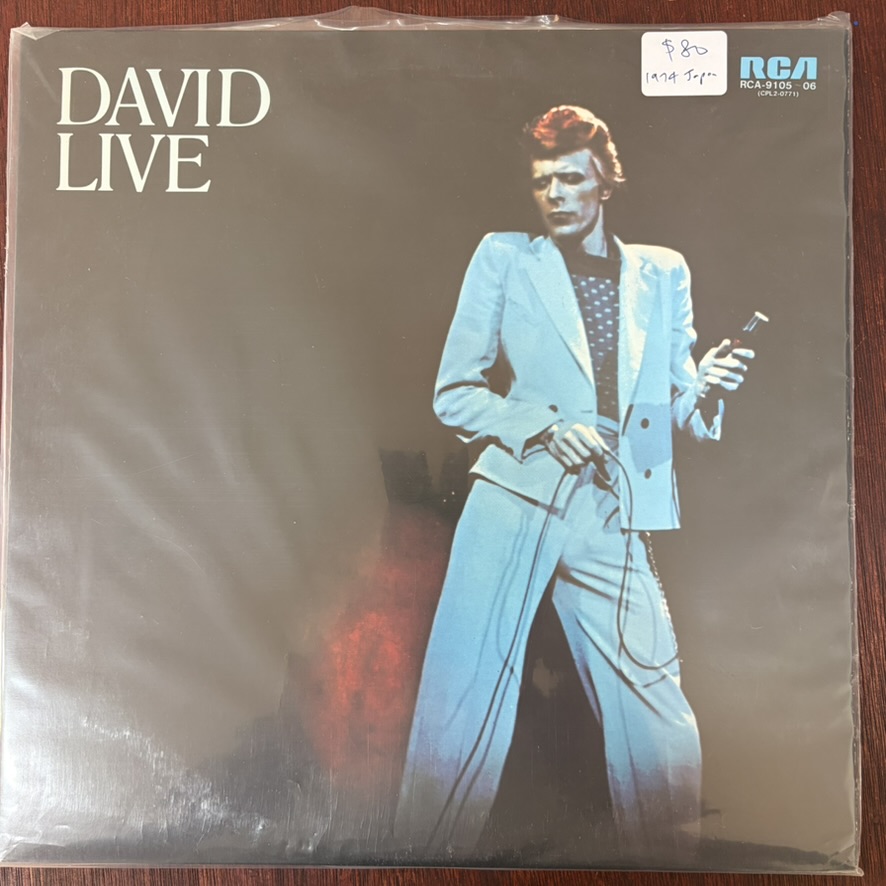 DAVID
LIVE
$80
1974 Japan
RCA
RCA-9105~06
(CPL2-0771)